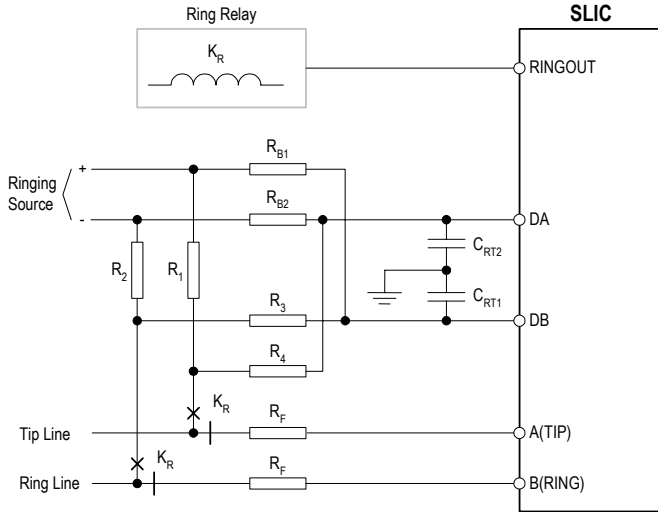 Ring Relay
SLIC
K_R
RINGOUT
R_B1
+
Ringing
Source
R_B2
-
DA
R_2
R_1
C_RT2
R_3
C_RT1
DB
R_4
K_R
R_F
Tip Line
A(TIP)
K_R
R_F
Ring Line
B(RING)